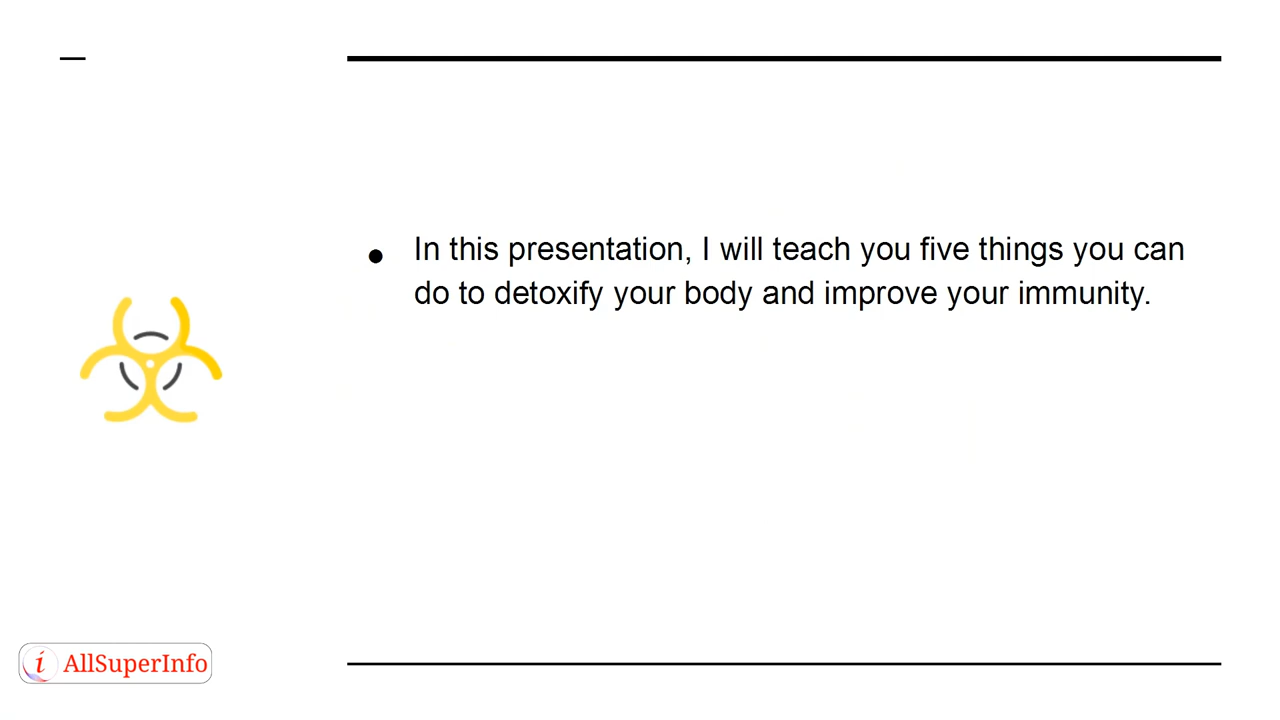 In this presentation, I will teach you five things you can
do to detoxify your body and improve your immunity.
i AllSuperInfo